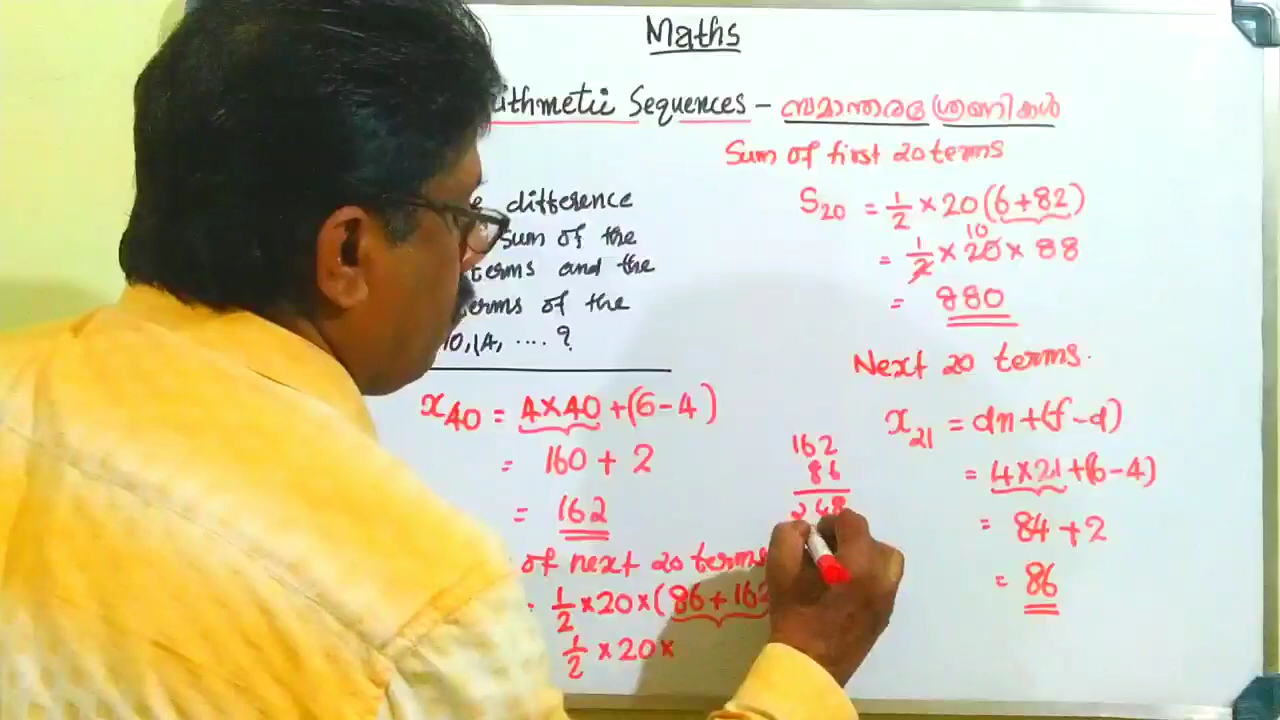 Maths
ithmetic Sequences - സമാന്തരശ്രേണികൾ
difference
sum of the
terms and the
terms of the
10, 14, .... ?
Sum of first 20 terms
S₂₀ = 1/2 × 20 (6+82)
= 1/2 × 20 × 88
10
= 880
Next 20 terms.
x₂₁ = dn + (f - d)
= 4×21 + (6-4)
= 84 + 2
= 86
x₄₀ = 4×40 + (6-4)
= 160 + 2
= 162
of next 20 terms
= 1/2 × 20 × (86 + 162
1/2 × 20 ×
162
86
248